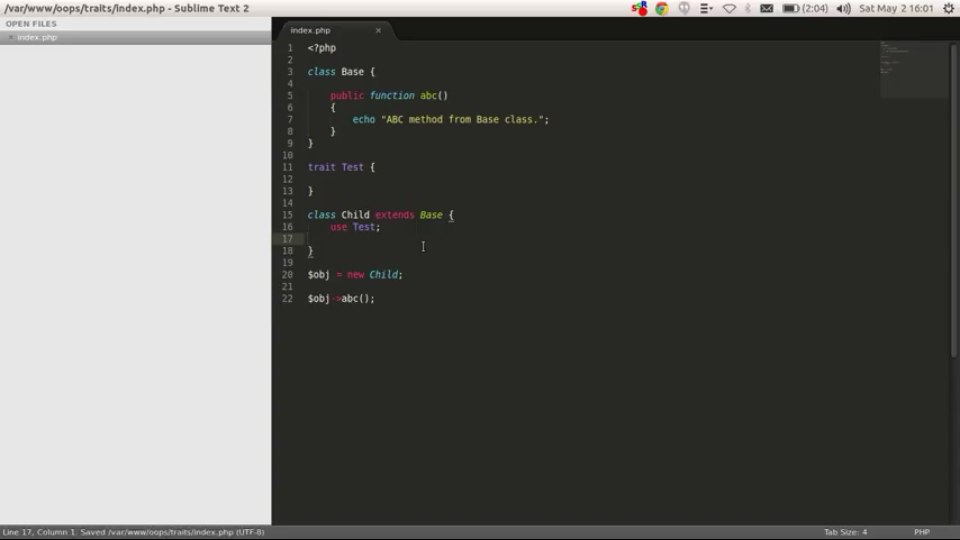 /var/www/oops/traits/index.php - Sublime Text 2
(2:04) Sat May 2 16:01
OPEN FILES
index.php
index.php ×
1 <?php
2
3 class Base {
4
5 public function abc()
6 {
7 echo "ABC method from Base class.";
8 }
9 }
10
11 trait Test {
12
13 }
14
15 class Child extends Base {
16 use Test;
17
18 }
19
20 $obj = new Child;
21
22 $obj->abc();
Line 17, Column 1, Saved /var/www/oops/traits/index.php (UTF-8)
Tab Size: 4
PHP